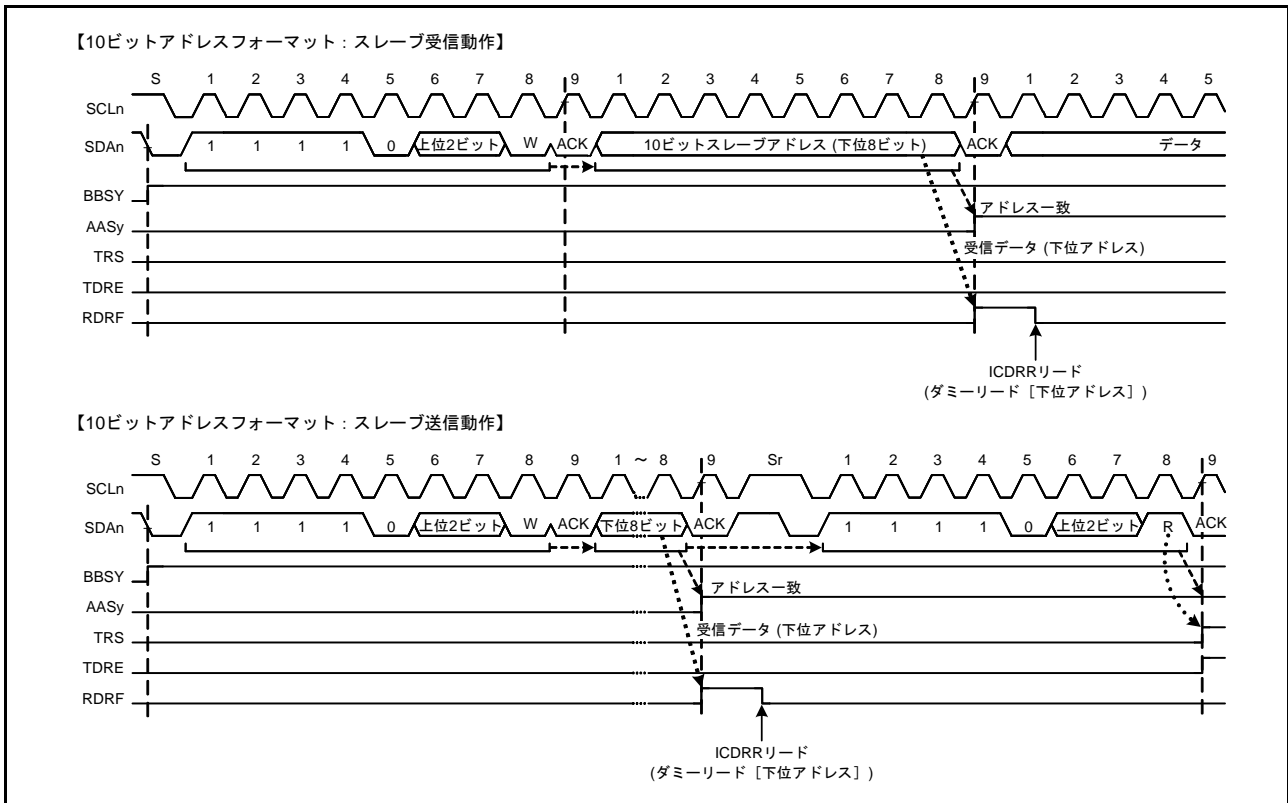 【10ビットアドレスフォーマット：スレーブ受信動作】
S 1 2 3 4 5 6 7 8 9 1 2 3 4 5 6 7 8 9 1 2 3 4 5
SCLn
SDAn 1 1 1 1 0 上位2ビット W ACK 10ビットスレーブアドレス (下位8ビット) ACK データ
BBSY
アドレス一致
AASy
受信データ (下位アドレス)
TRS
TDRE
RDRF
ICDRRリード
(ダミーリード［下位アドレス］)
【10ビットアドレスフォーマット：スレーブ送信動作】
S 1 2 3 4 5 6 7 8 9 1 ～ 8 9 Sr 1 2 3 4 5 6 7 8 9
SCLn
SDAn 1 1 1 1 0 上位2ビット W ACK 下位8ビット ACK 1 1 1 1 0 上位2ビット R ACK
BBSY
アドレス一致
AASy
受信データ (下位アドレス)
TRS
TDRE
RDRF
ICDRRリード
(ダミーリード［下位アドレス］)